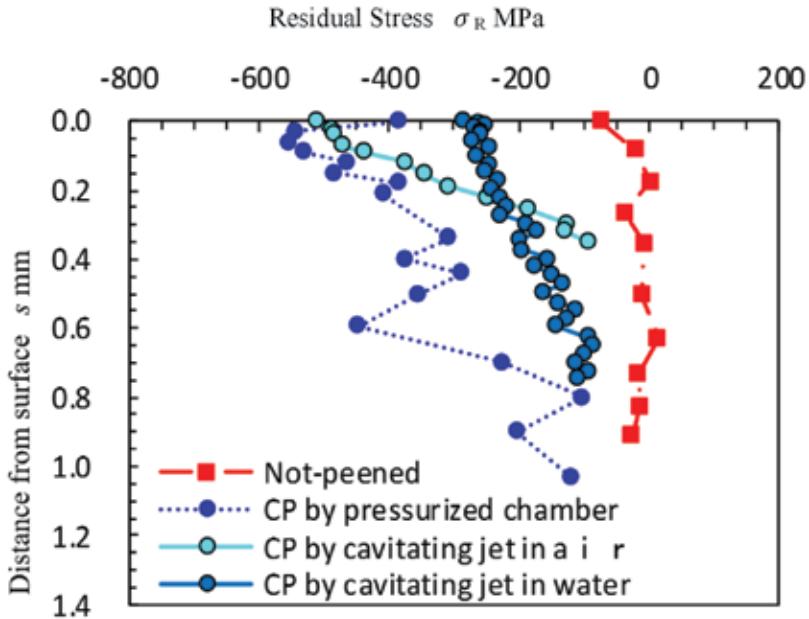 Residual Stress σR MPa
-800 -600 -400 -200 0 200
0.0
0.2
0.4
0.6
0.8
1.0
1.2
1.4
Distance from surface s mm
Not-peened
CP by pressurized chamber
CP by cavitating jet in a i r
CP by cavitating jet in water